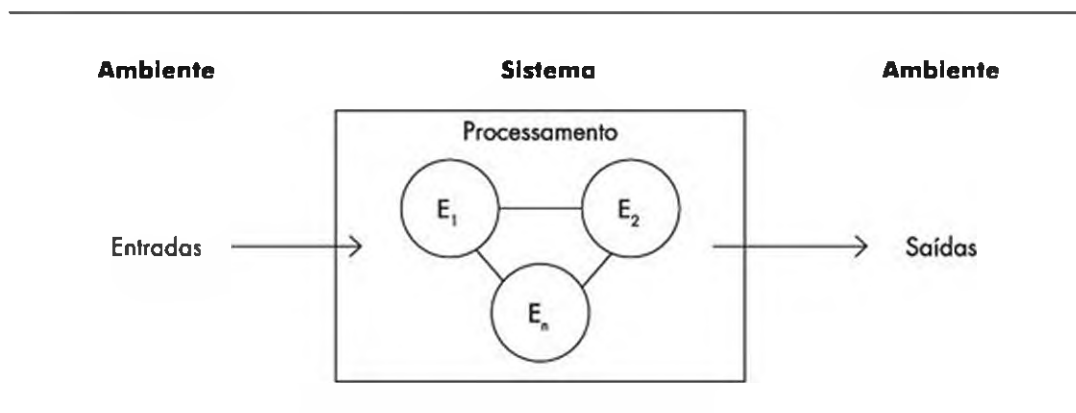 Ambiente Sistema Ambiente
Processamento
E₁ E₂
Entradas Saídas
Eₙ